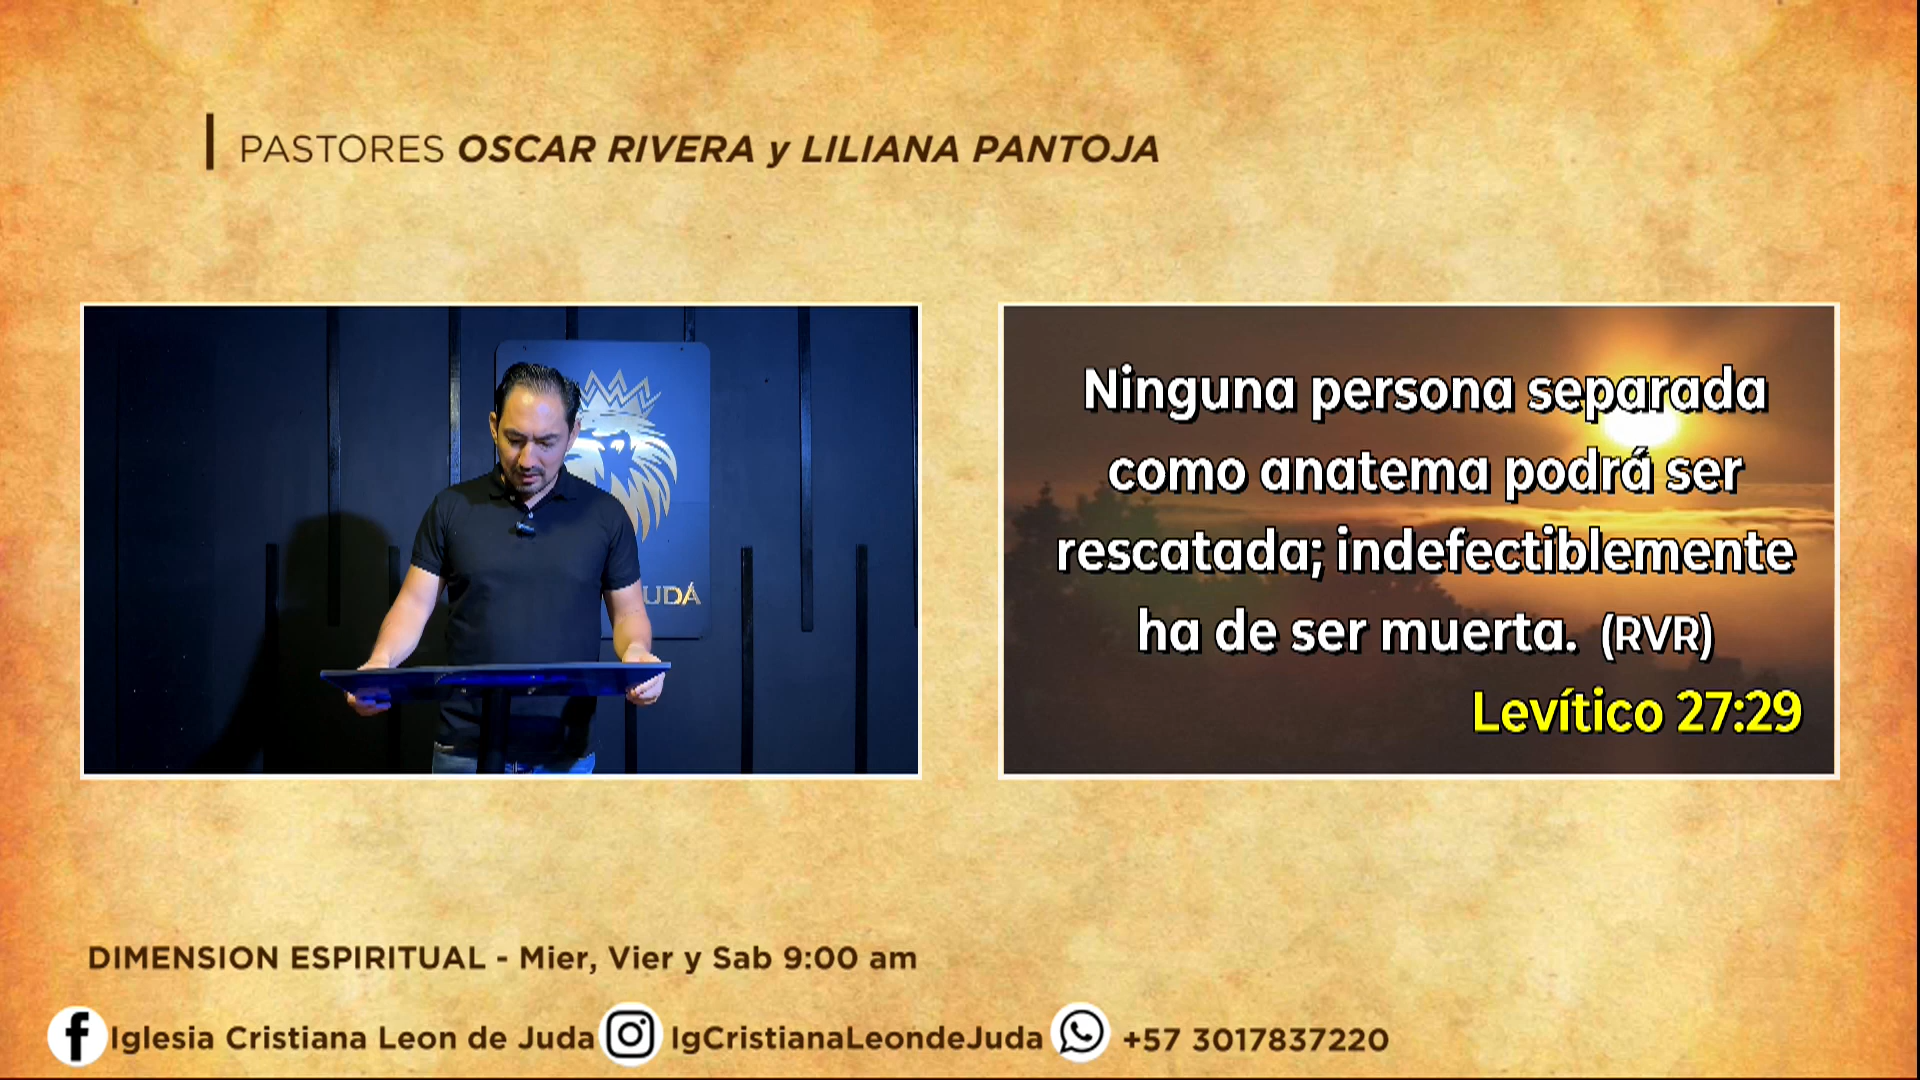 PASTORES OSCAR RIVERA y LILIANA PANTOJA
UDÁ
Ninguna persona separada
como anatema podrá ser
rescatada; indefectiblemente
ha de ser muerta. (RVR)
Levítico 27:29
DIMENSION ESPIRITUAL - Mier, Vier y Sab 9:00 am
Iglesia Cristiana Leon de Juda IgCristianaLeondeJuda +57 3017837220